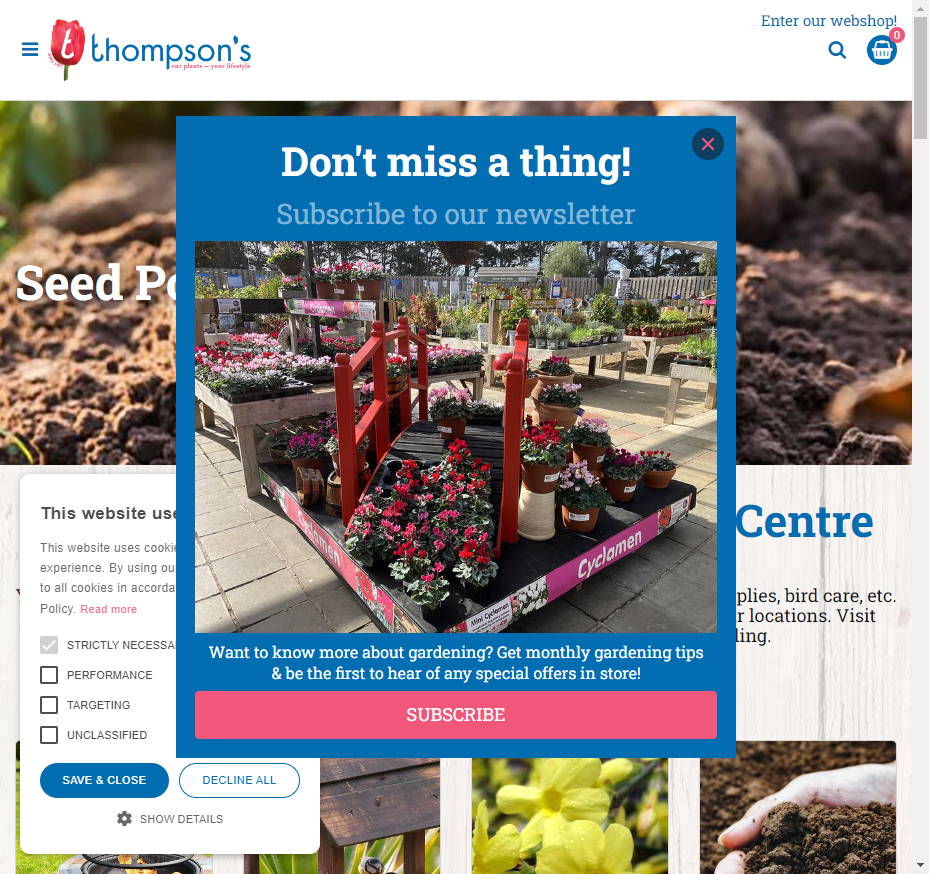 Enter our webshop!
0
t thompson's
our plants — your lifestyle
Don't miss a thing!
Subscribe to our newsletter
Seed Po
Cyclamen
Cyclamen
Cyclamen
Mini Cyclamen
Centre
plies, bird care, etc.
r locations. Visit
ling.
Want to know more about gardening? Get monthly gardening tips
& be the first to hear of any special offers in store!
SUBSCRIBE
This website use
This website uses cookie
experience. By using ou
to all cookies in accorda
Policy. Read more
STRICTLY NECESSA
PERFORMANCE
TARGETING
UNCLASSIFIED
SAVE & CLOSE
DECLINE ALL
SHOW DETAILS